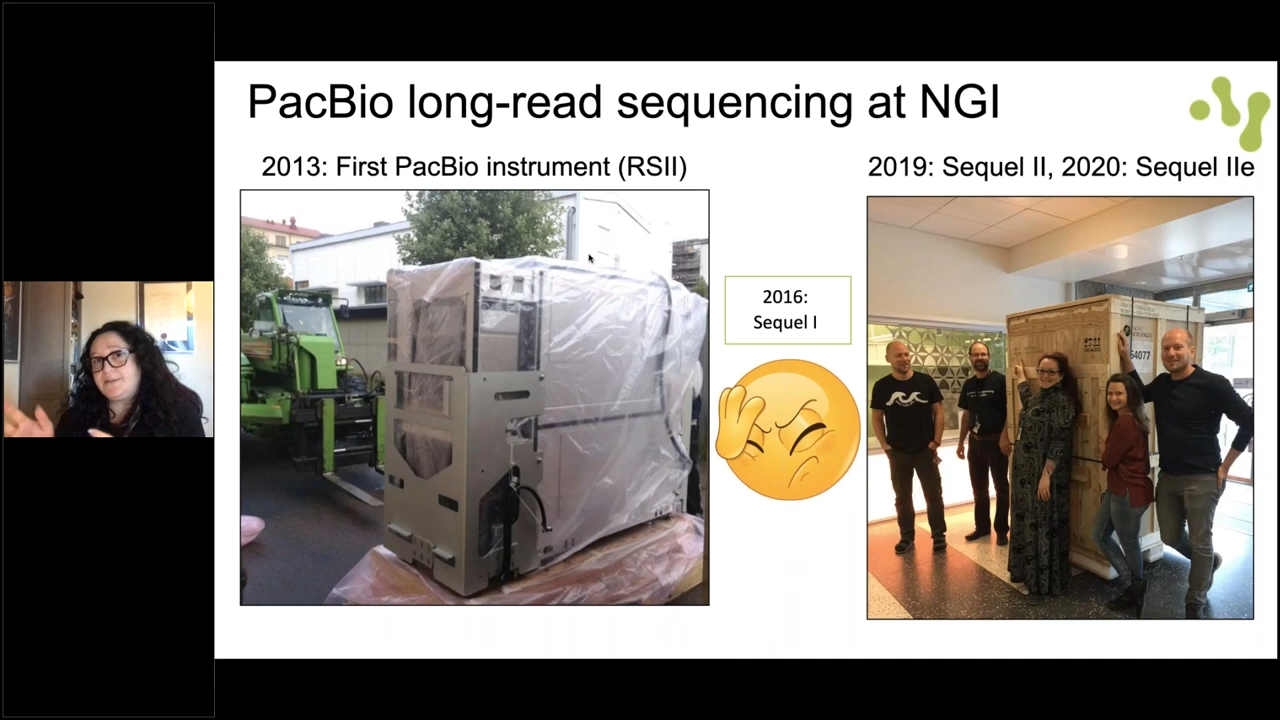 PacBio long-read sequencing at NGI
2013: First PacBio instrument (RSII)
2019: Sequel II, 2020: Sequel IIe
2016:
Sequel I
64077